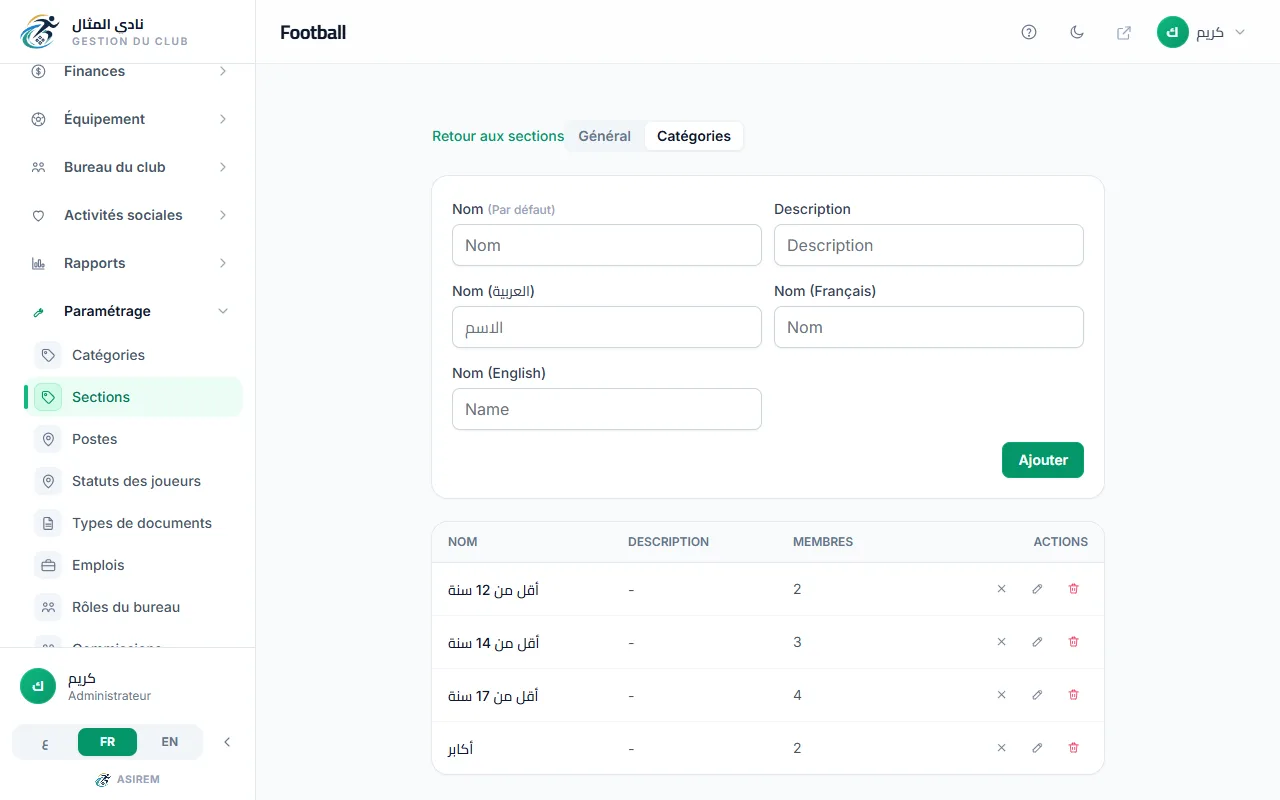 نادي المثال
GESTION DU CLUB
Finances
Équipement
Bureau du club
Activités sociales
Rapports
Paramétrage
Catégories
Sections
Postes
Statuts des joueurs
Types de documents
Emplois
Rôles du bureau
Commissions
ك
كريم
Administrateur
ع
FR
EN
ASIREM
Football
ك
كريم
Retour aux sections
Général
Catégories
Nom (Par défaut)
Nom
Description
Description
Nom (العربية)
الاسم
Nom (Français)
Nom
Nom (English)
Name
Ajouter
NOM DESCRIPTION MEMBRES ACTIONS
أقل من 12 سنة - 2
أقل من 14 سنة - 3
أقل من 17 سنة - 4
أكابر - 2